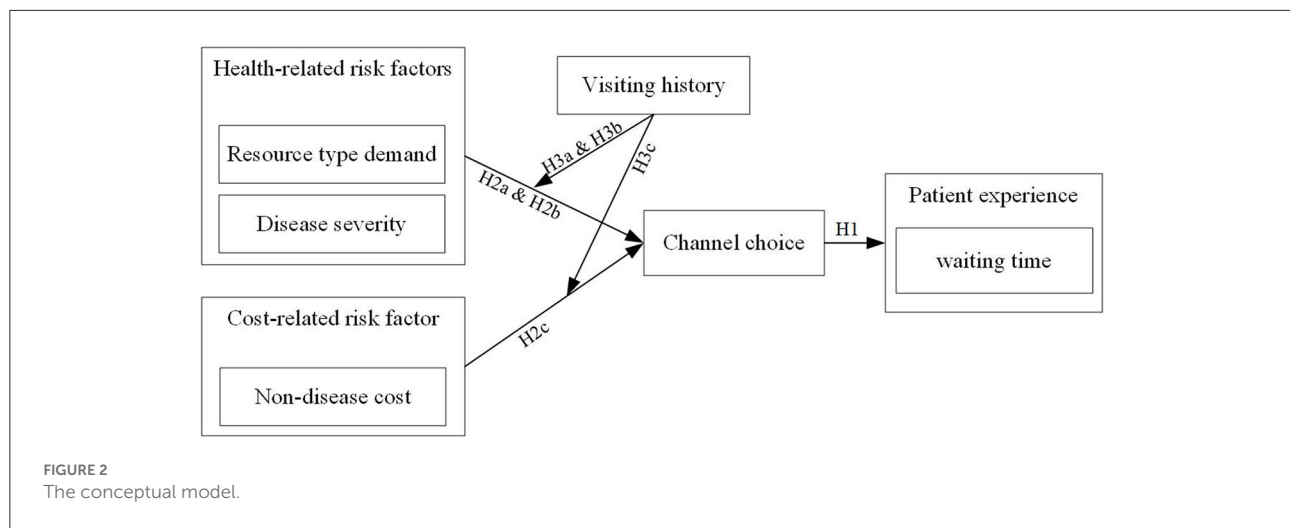 Health-related risk factors
Resource type demand
Disease severity
Visiting history
H3a & H3b
H3c
H2a & H2b
Channel choice
H1
Patient experience
waiting time
Cost-related risk factor
Non-disease cost
H2c
FIGURE 2
The conceptual model.